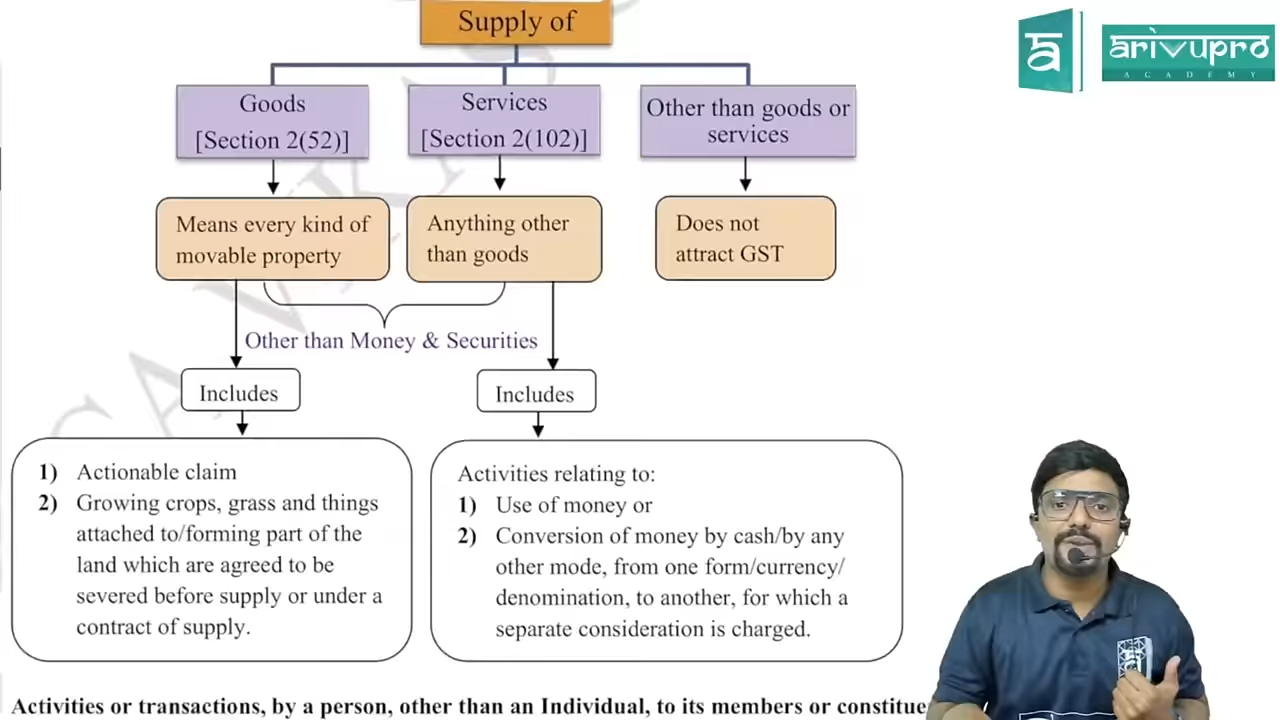 Supply of
Goods
[Section 2(52)]
Services
[Section 2(102)]
Other than goods or
services
Means every kind of
movable property
Anything other
than goods
Does not
attract GST
Other than Money & Securities
Includes
Includes
1) Actionable claim
2) Growing crops, grass and things
attached to/forming part of the
land which are agreed to be
severed before supply or under a
contract of supply.
Activities relating to:
1) Use of money or
2) Conversion of money by cash/by any
other mode, from one form/currency/
denomination, to another, for which a
separate consideration is charged.
Activities or transactions, by a person, other than an Individual, to its members or constitue
arivupro
ACADEMY